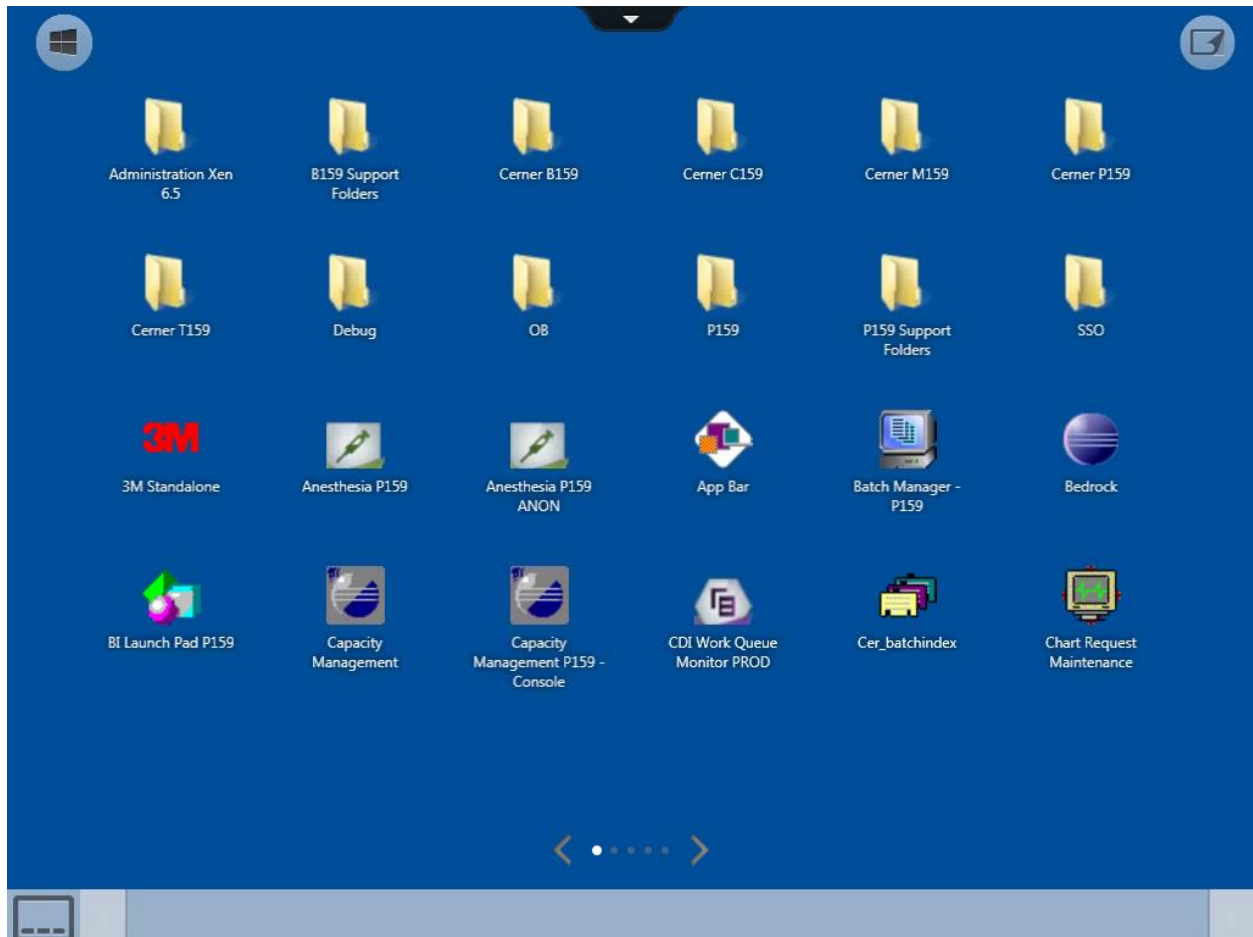 Administration Xen
6.5
B159 Support
Folders
Cerner B159
Cerner C159
Cerner M159
Cerner P159
Cerner T159
Debug
OB
P159
P159 Support
Folders
SSO
3M
3M Standalone
Anesthesia P159
Anesthesia P159
ANON
App Bar
Batch Manager -
P159
Bedrock
BI Launch Pad P159
Capacity
Management
Capacity
Management P159 -
Console
CDI Work Queue
Monitor PROD
Cer_batchindex
Chart Request
Maintenance